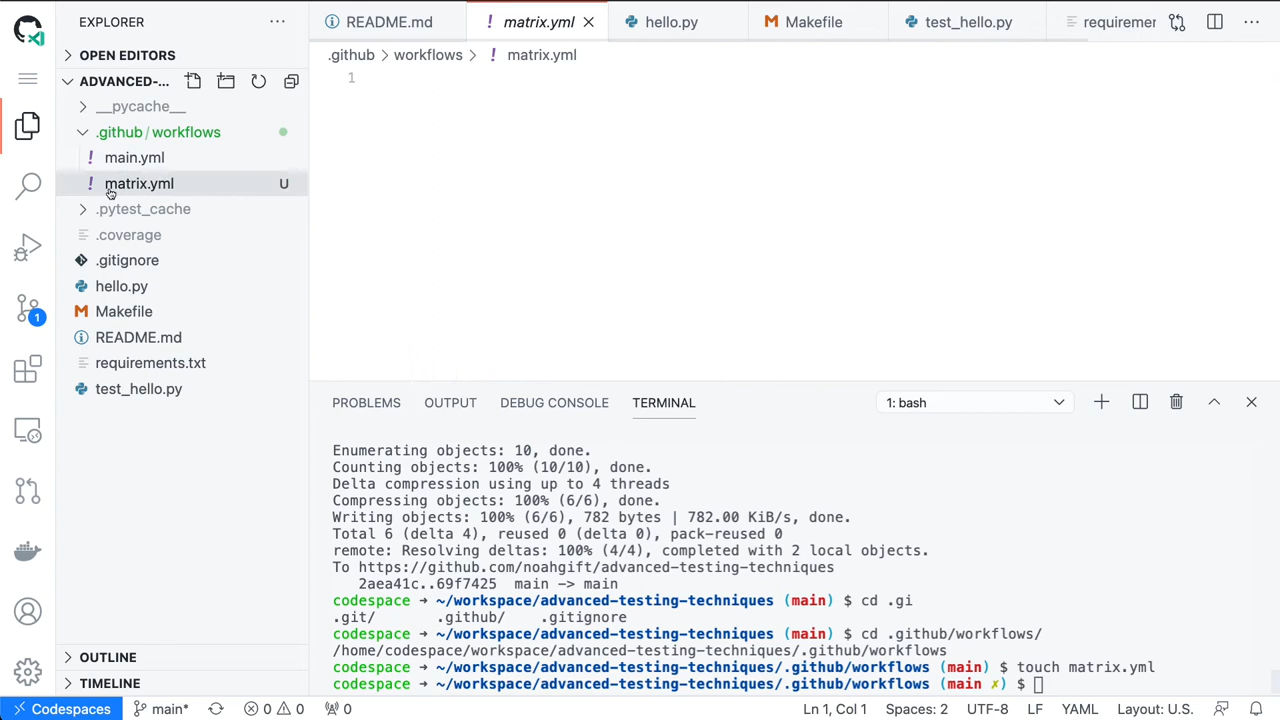 EXPLORER
OPEN EDITORS
ADVANCED-...
__pycache__
.github / workflows
main.yml
matrix.yml U
.pytest_cache
.coverage
.gitignore
hello.py
Makefile
README.md
requirements.txt
test_hello.py
OUTLINE
TIMELINE
README.md matrix.yml hello.py Makefile test_hello.py requiremer
.github > workflows > ! matrix.yml
1
PROBLEMS OUTPUT DEBUG CONSOLE TERMINAL 1: bash
Enumerating objects: 10, done.
Counting objects: 100% (10/10), done.
Delta compression using up to 4 threads
Compressing objects: 100% (6/6), done.
Writing objects: 100% (6/6), 782 bytes | 782.00 KiB/s, done.
Total 6 (delta 4), reused 0 (delta 0), pack-reused 0
remote: Resolving deltas: 100% (4/4), completed with 2 local objects.
To https://github.com/noahgift/advanced-testing-techniques
2aea41c..69f7425 main -> main
codespace → ~/workspace/advanced-testing-techniques (main) $ cd .gi
.git/ .github/ .gitignore
codespace → ~/workspace/advanced-testing-techniques (main) $ cd .github/workflows/
/home/codespace/workspace/advanced-testing-techniques/.github/workflows
codespace → ~/workspace/advanced-testing-techniques/.github/workflows (main) $ touch matrix.yml
codespace → ~/workspace/advanced-testing-techniques/.github/workflows (main ✗) $
1
Codespaces main* 0 0 0 Ln 1, Col 1 Spaces: 2 UTF-8 LF YAML Layout: U.S.